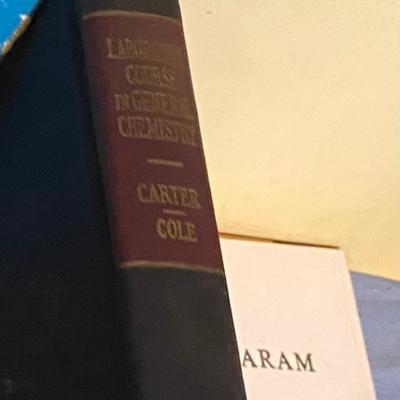 LABORATORY
COURSE
IN GENERAL
CHEMISTRY
CARTER
COLE
ARAM